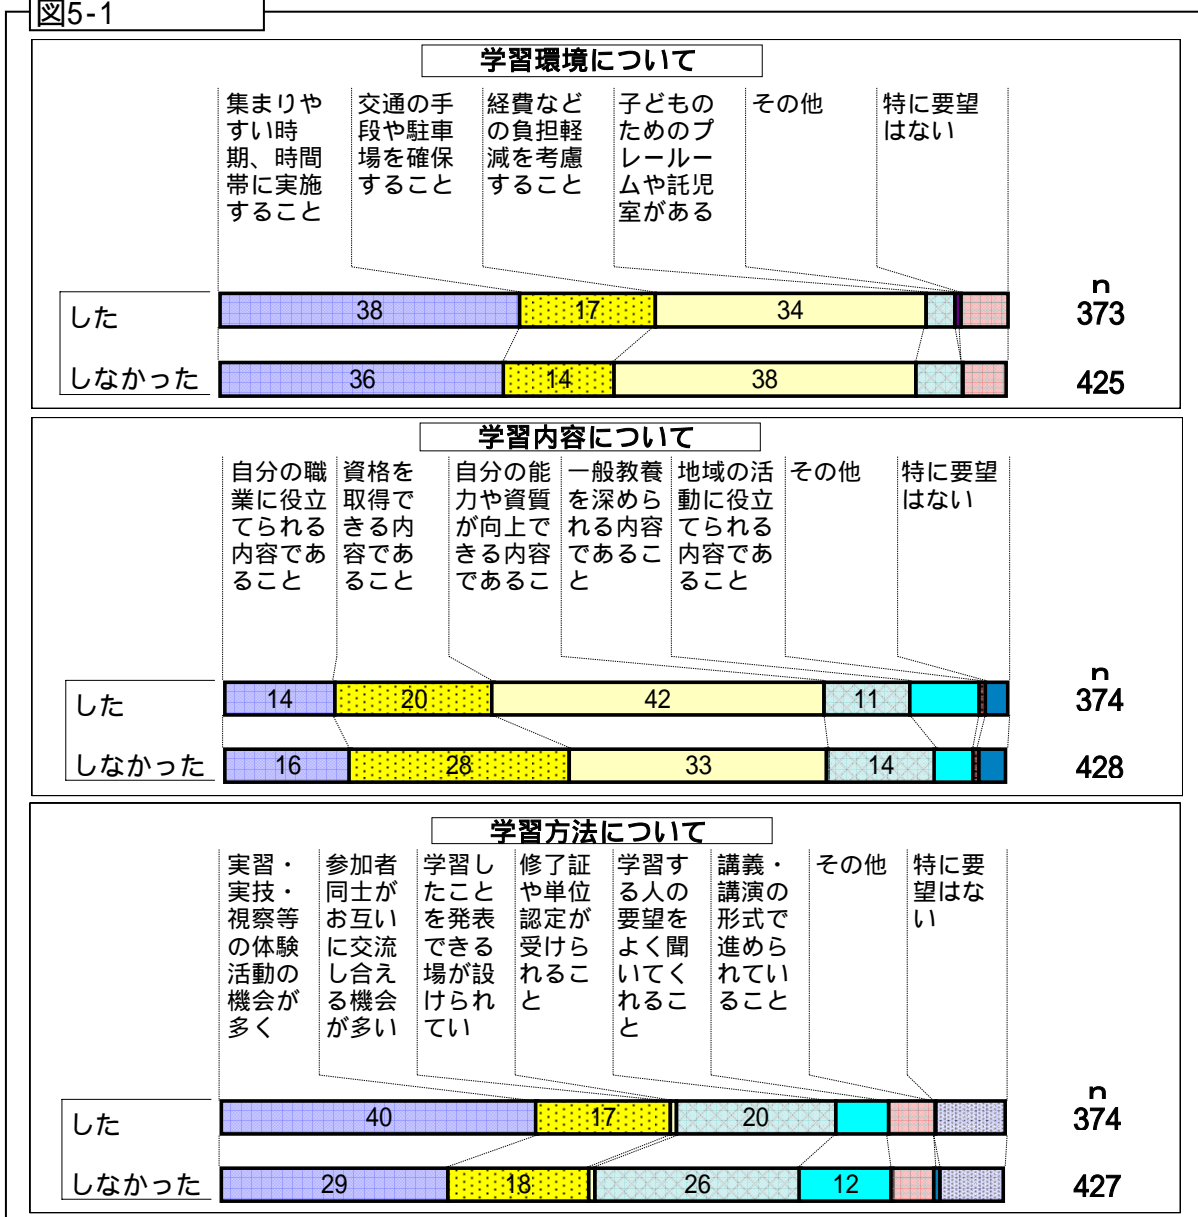 図5-1
学習環境について
集まりや
すい時
期、時間
帯に実施
すること
交通の手
段や駐車
場を確保
すること
経費など
の負担軽
減を考慮
すること
子どもの
ためのプ
レールー
ムや託児
室がある
その他
特に要望
はない
n
した 38 17 34 373
しなかった 36 14 38 425
学習内容について
自分の職
業に役立
てられる
内容であ
ること
資格を
取得で
きる内
容であ
ること
自分の能
力や資質
が向上で
きる内容
であるこ
一般教養
を深めら
れる内容
であるこ
と
地域の活
動に役立
てられる
内容であ
ること
その他
特に要望
はない
n
した 14 20 42 11 374
しなかった 16 28 33 14 428
学習方法について
実習・
実技・
視察等
の体験
活動の
機会が
多く
参加者
同士が
お互い
に交流
し合え
る機会
が多い
学習し
たこと
を発表
できる
場が設
けられ
てい
修了証
や単位
認定が
受けら
れるこ
と
学習す
る人の
要望を
よく聞
いてく
れるこ
と
講義・
講演の
形式で
進めら
れてい
ること
その他
特に要
望はな
い
n
した 40 17 20 374
しなかった 29 18 26 12 427